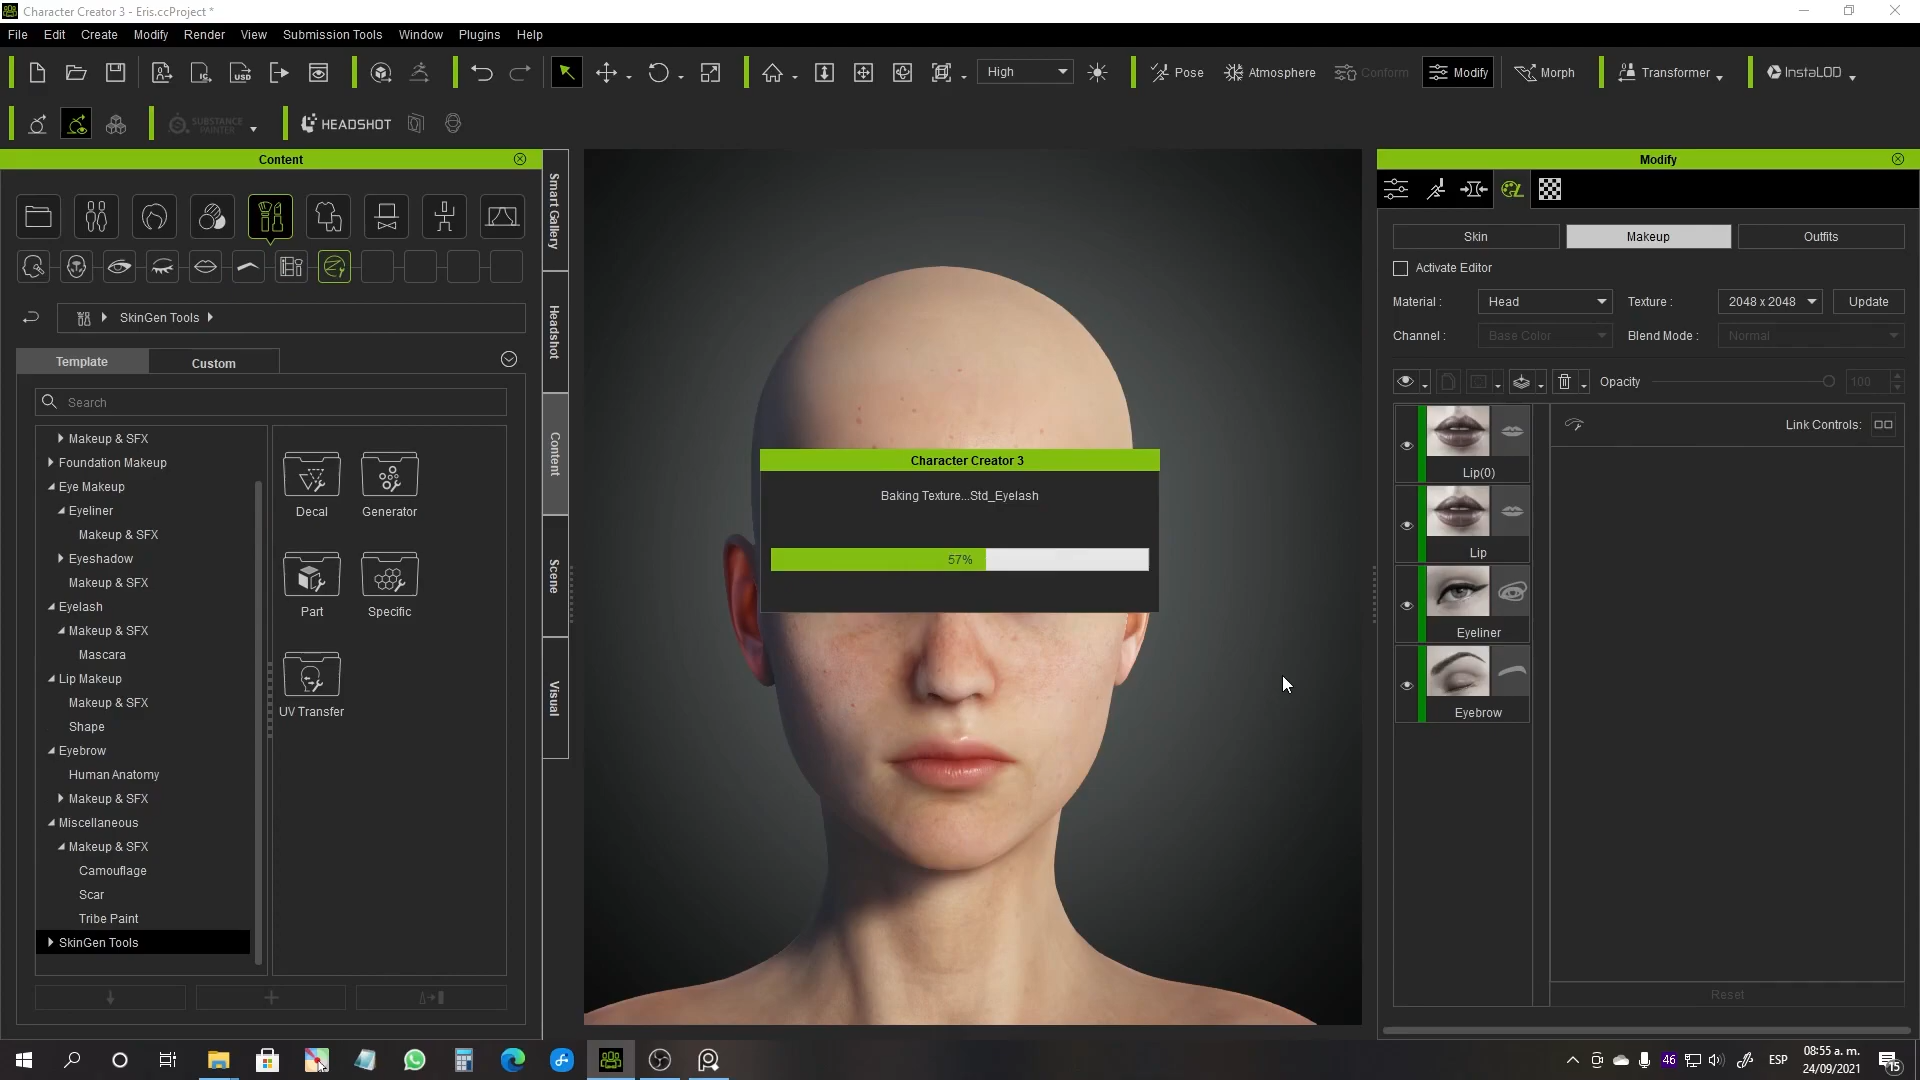 Character Creator 3 - Eris.ccProject *
File Edit Create Modify Render View Submission Tools Window Plugins Help
High Pose Atmosphere Conform Modify Morph Transformer InstaLOD
SUBSTANCE PAINTER HEADSHOT
Content
SkinGen Tools
Template Custom
Search
Makeup & SFX
Foundation Makeup
Eye Makeup
Eyeliner
Makeup & SFX
Eyeshadow
Makeup & SFX
Eyelash
Makeup & SFX
Mascara
Lip Makeup
Makeup & SFX
Shape
Eyebrow
Human Anatomy
Makeup & SFX
Miscellaneous
Makeup & SFX
Camouflage
Scar
Tribe Paint
SkinGen Tools
Decal Generator
Part Specific
UV Transfer
Smart Gallery
Headshot
Content
Scene
Visual
Character Creator 3
Baking Texture...Std_Eyelash
57%
Modify
Skin Makeup Outfits
Activate Editor
Material : Head Texture : 2048 x 2048 Update
Channel : Base Color Blend Mode : Normal
Opacity 100
Link Controls:
Lip(0)
Lip
Eyeliner
Eyebrow
Reset
46 ESP 08:55 a. m.
24/09/2021 15